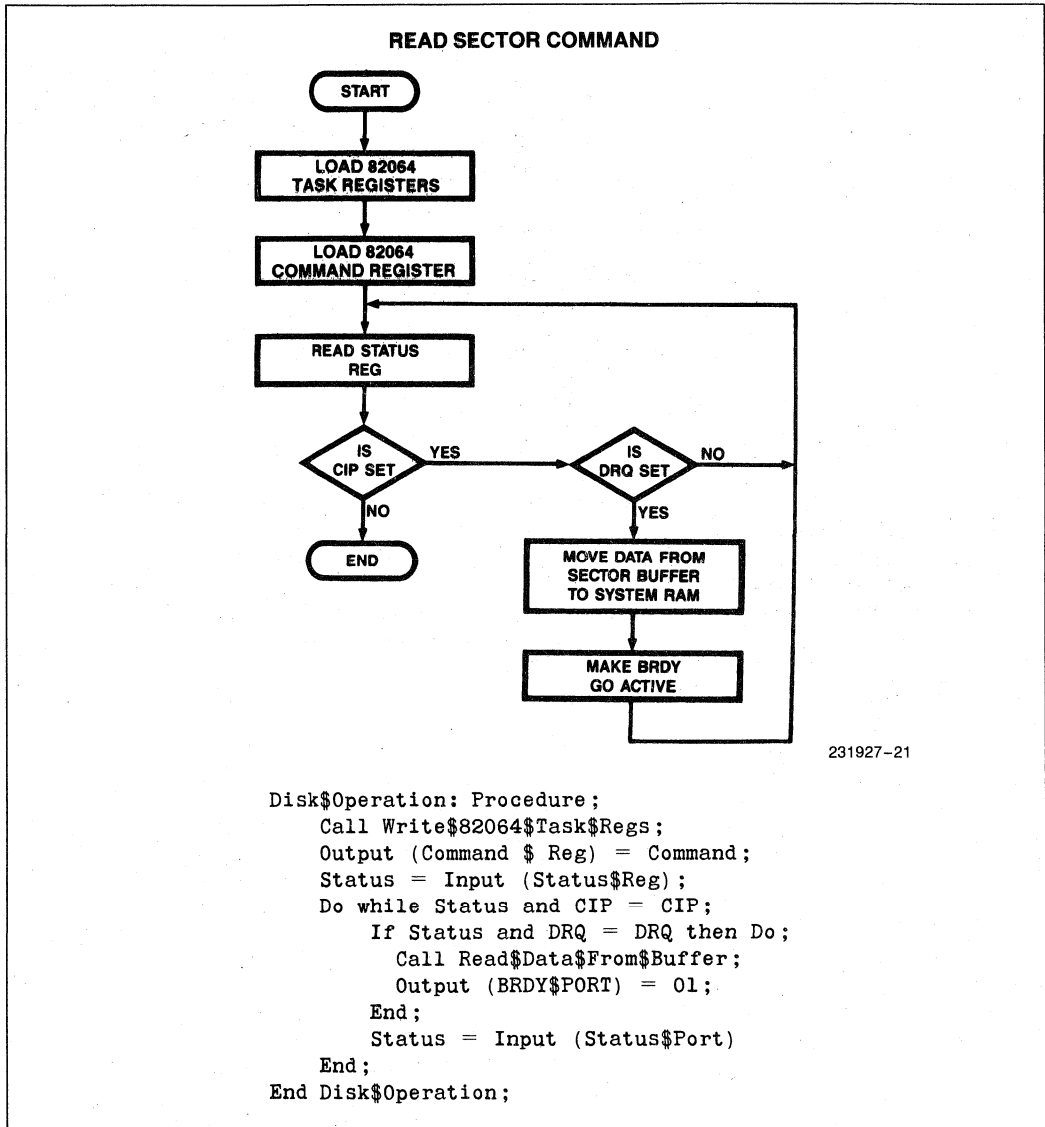 READ SECTOR COMMAND
START
LOAD 82064
TASK REGISTERS
LOAD 82064
COMMAND REGISTER
READ STATUS
REG
IS
CIP SET
YES
NO
END
IS
DRQ SET
NO
YES
MOVE DATA FROM
SECTOR BUFFER
TO SYSTEM RAM
MAKE BRDY
GO ACTIVE
231927-21
Disk$Operation: Procedure;
Call Write$82064$Task$Regs;
Output (Command $ Reg) = Command;
Status = Input (Status$Reg);
Do while Status and CIP = CIP;
If Status and DRQ = DRQ then Do;
Call Read$Data$From$Buffer;
Output (BRDY$PORT) = 01;
End;
Status = Input (Status$Port)
End;
End Disk$Operation;